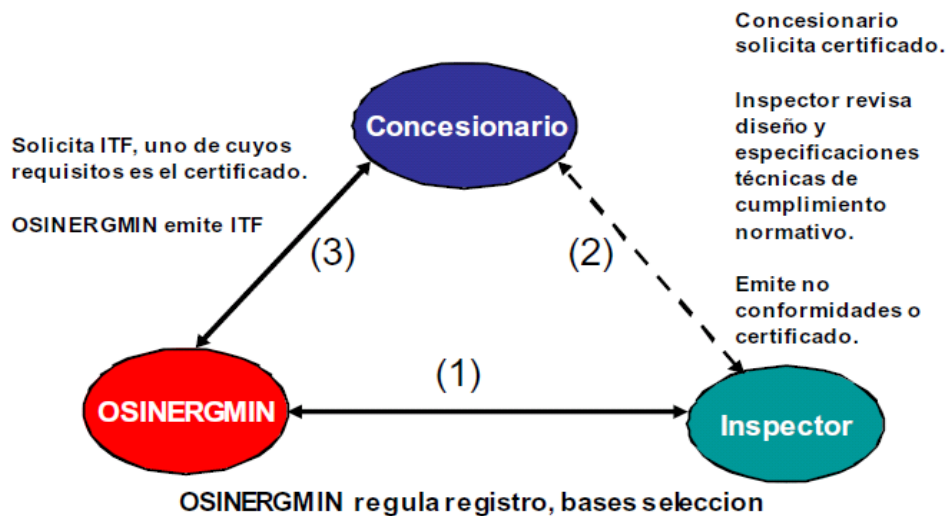 Concesionario
solicita certificado.
Inspector revisa
diseño y
especificaciones
técnicas de
cumplimiento
normativo.
Emite no
conformidades o
certificado.
Concesionario
Solicita ITF, uno de cuyos
requisitos es el certificado.
OSINERGMIN emite ITF
(3)
(2)
(1)
OSINERGMIN
Inspector
OSINERGMIN regula registro, bases seleccion